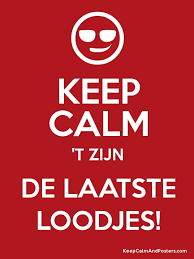 KEEP
CALM
'T ZIJN
DE LAATSTE
LOODJES!
KeepCalmAndPosters.com